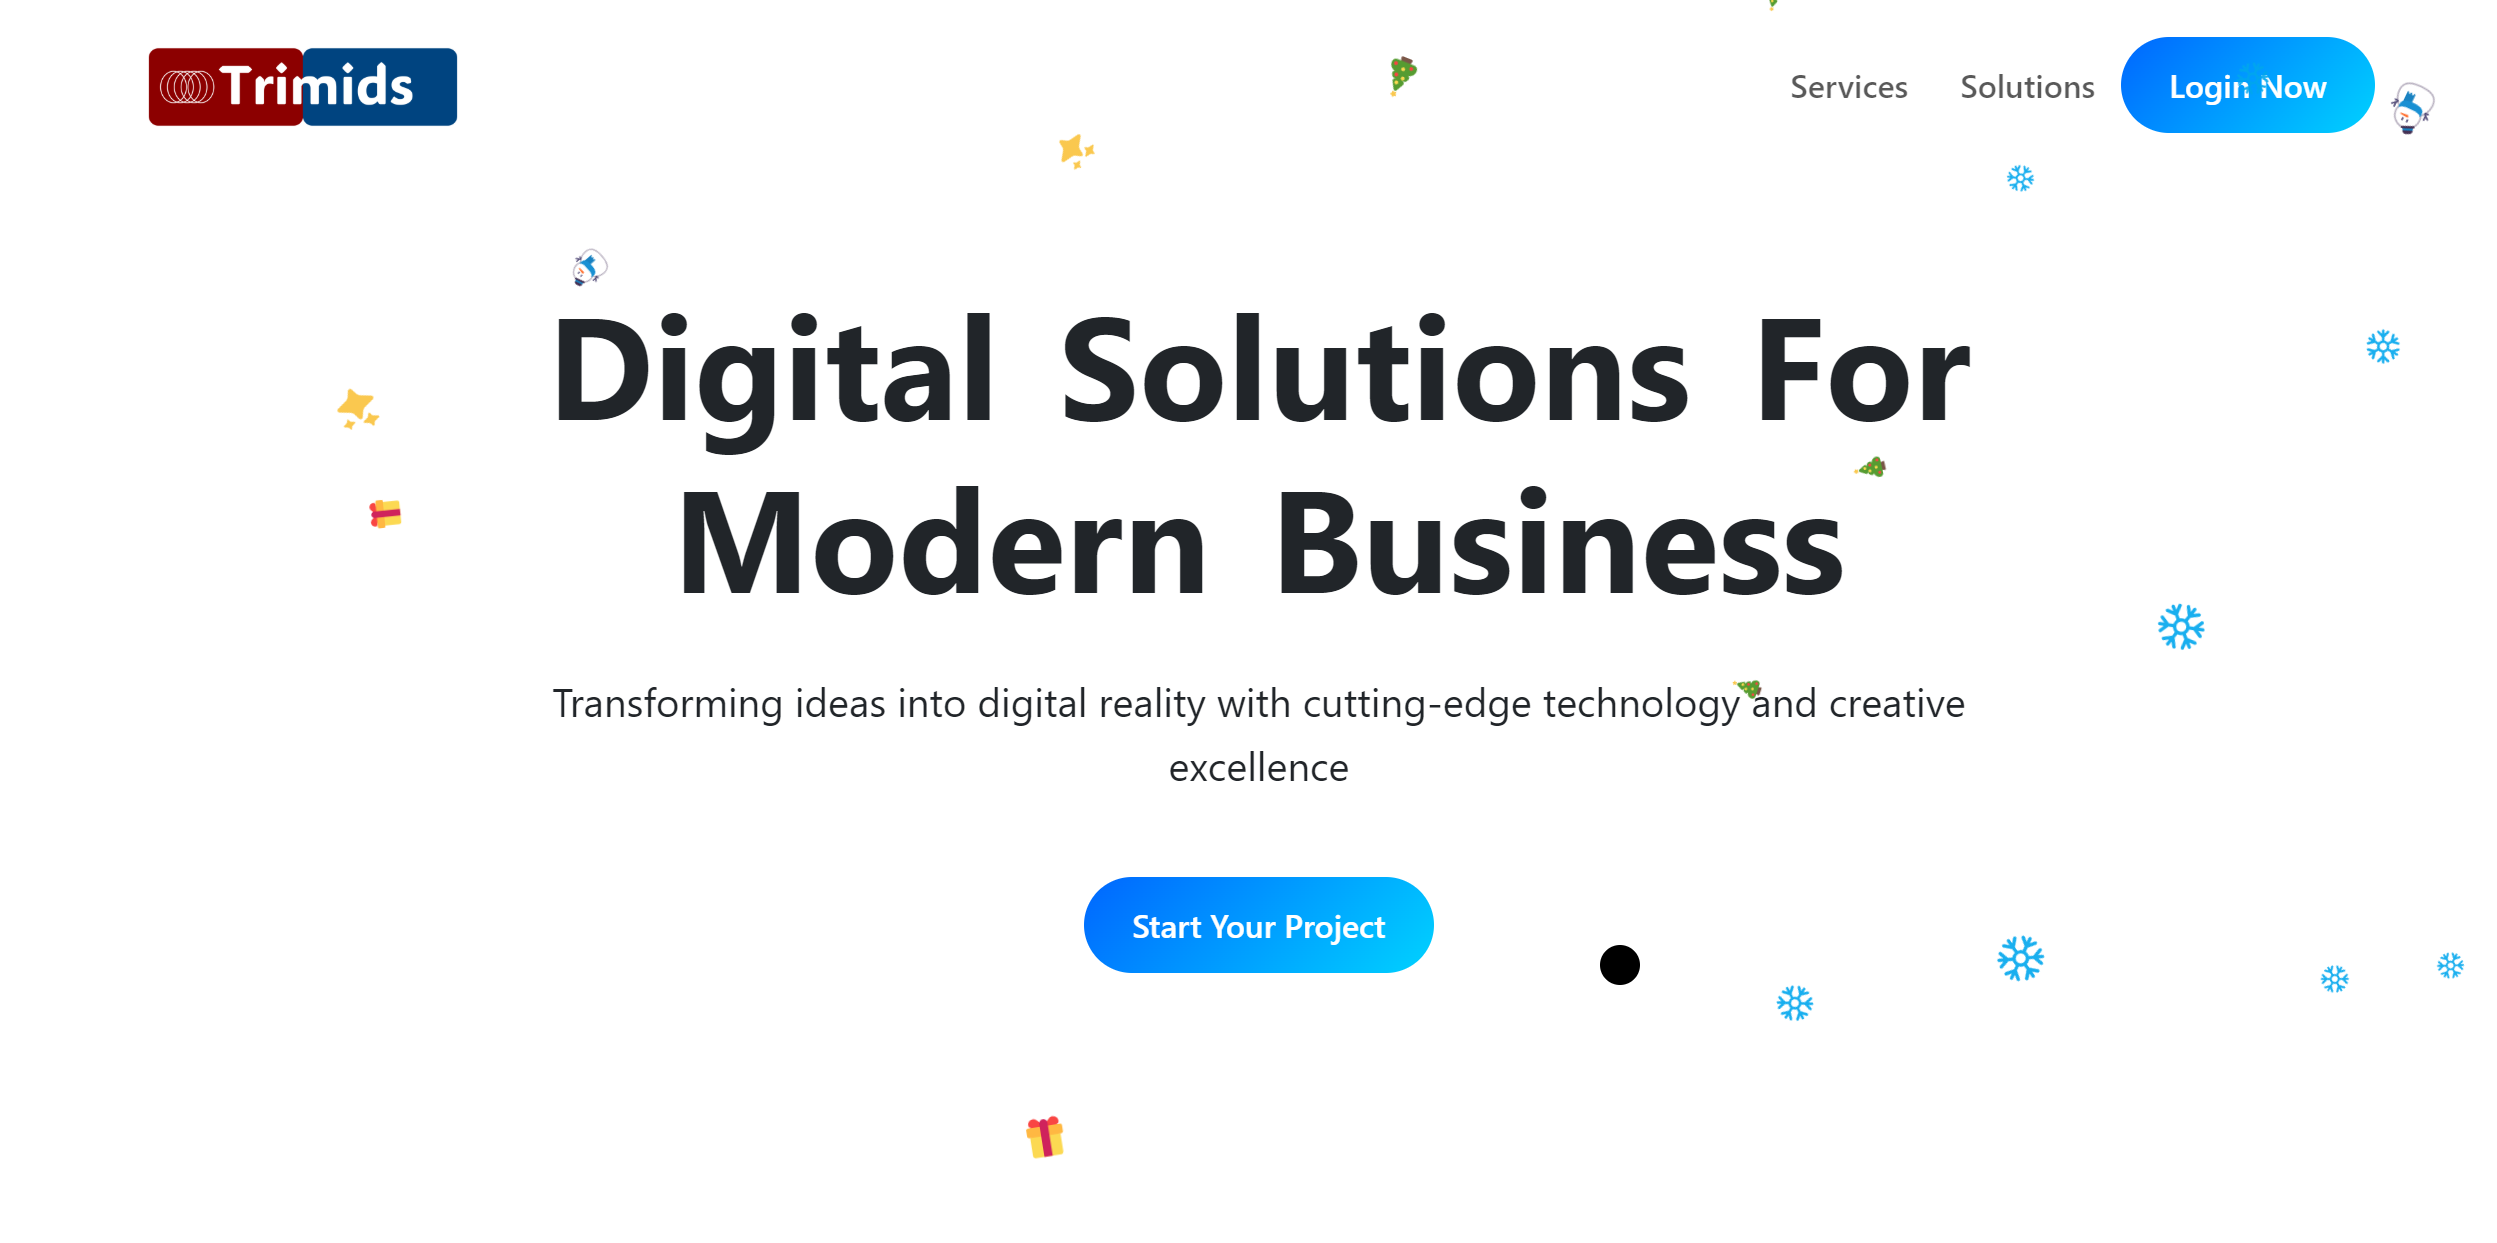 Trimids
Services
Solutions
Login Now
Digital Solutions For
Modern Business
Transforming ideas into digital reality with cutting-edge technology and creative
excellence
Start Your Project